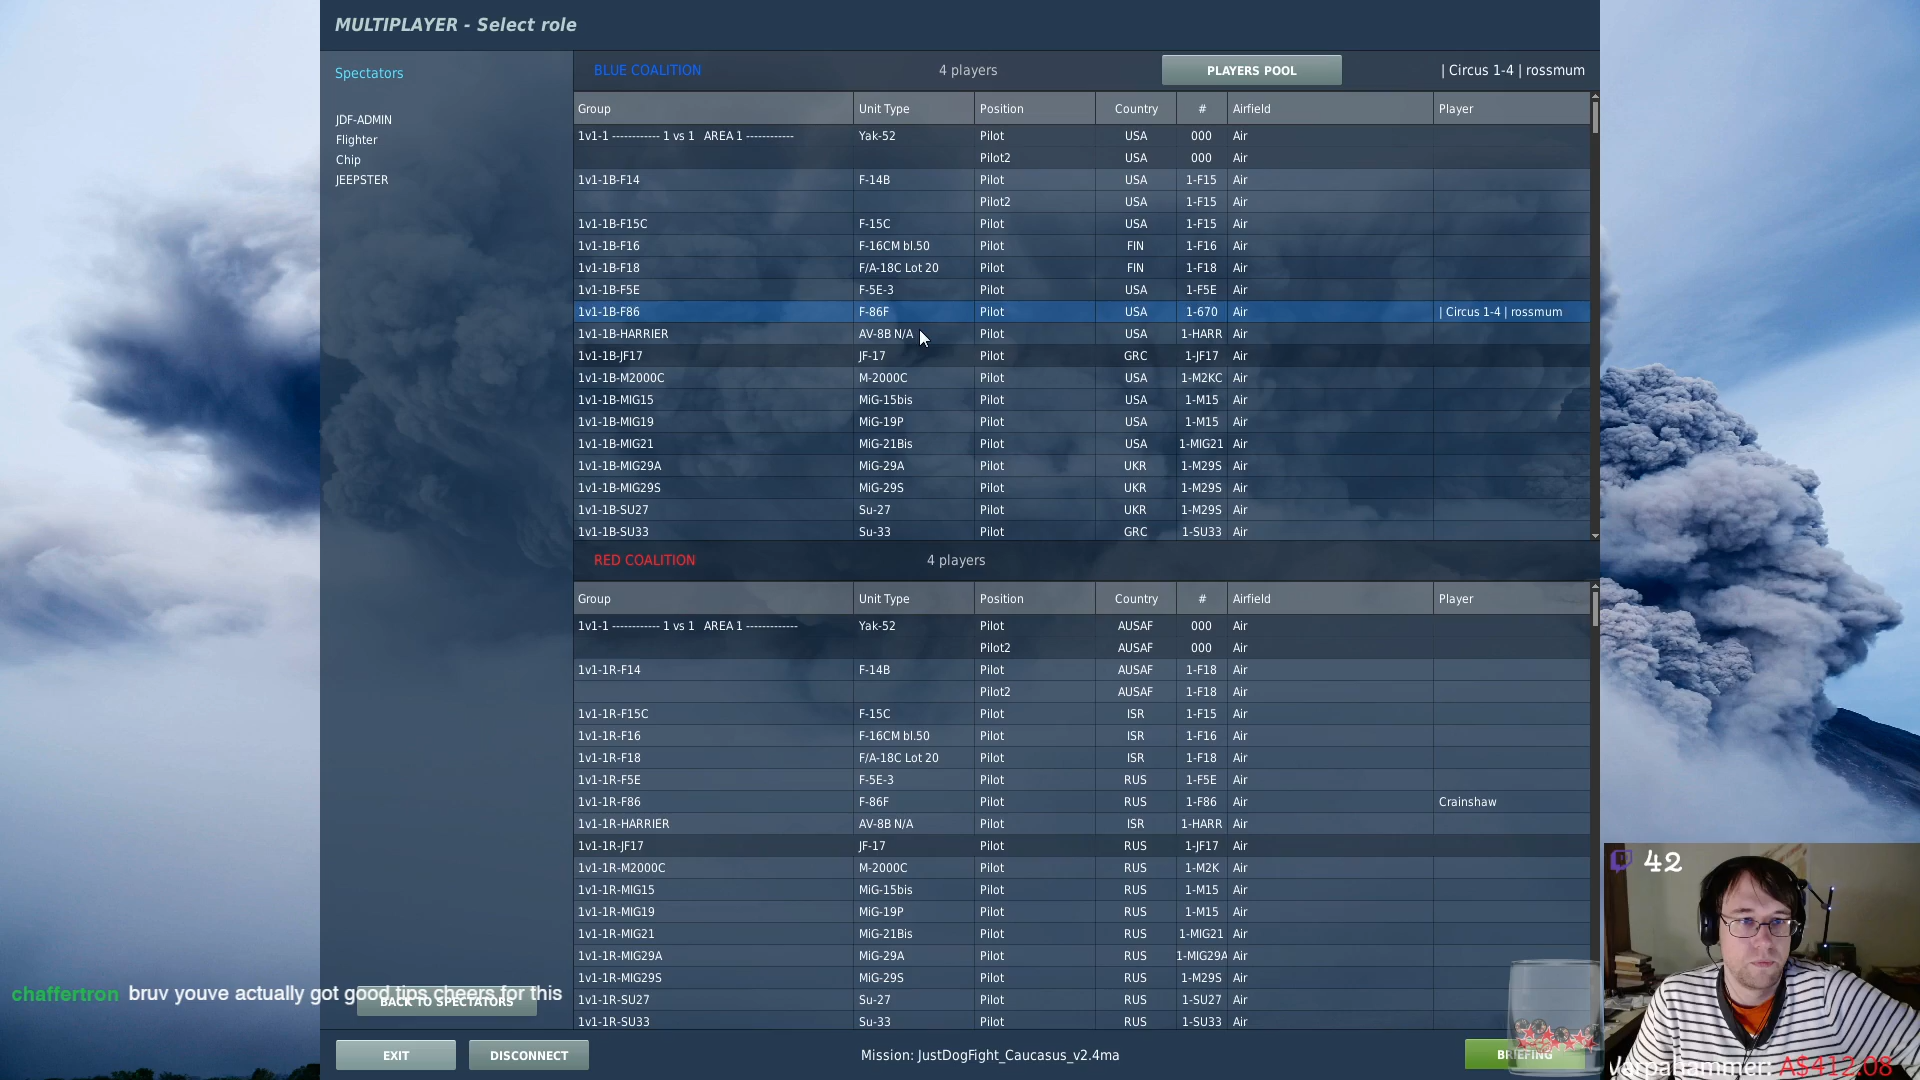 MULTIPLAYER - Select role
Spectators
JDF-ADMIN
Flighter
Chip
JEEPSTER
BLUE COALITION 4 players PLAYERS POOL | Circus 1-4 | rossmum
Group Unit Type Position Country # Airfield Player
1v1-1 ------------ 1 vs 1 AREA 1 ------------ Yak-52 Pilot USA 000 Air
Pilot2 USA 000 Air
1v1-1B-F14 F-14B Pilot USA 1-F15 Air
Pilot2 USA 1-F15 Air
1v1-1B-F15C F-15C Pilot USA 1-F15 Air
1v1-1B-F16 F-16CM bl.50 Pilot FIN 1-F16 Air
1v1-1B-F18 F/A-18C Lot 20 Pilot FIN 1-F18 Air
1v1-1B-F5E F-5E-3 Pilot USA 1-F5E Air
1v1-1B-F86 F-86F Pilot USA 1-670 Air | Circus 1-4 | rossmum
1v1-1B-HARRIER AV-8B N/A Pilot USA 1-HARR Air
1v1-1B-JF17 JF-17 Pilot GRC 1-JF17 Air
1v1-1B-M2000C M-2000C Pilot USA 1-M2KC Air
1v1-1B-MIG15 MiG-15bis Pilot USA 1-M15 Air
1v1-1B-MIG19 MiG-19P Pilot USA 1-M15 Air
1v1-1B-MIG21 MiG-21Bis Pilot USA 1-MIG21 Air
1v1-1B-MIG29A MiG-29A Pilot UKR 1-M29S Air
1v1-1B-MIG29S MiG-29S Pilot UKR 1-M29S Air
1v1-1B-SU27 Su-27 Pilot UKR 1-M29S Air
1v1-1B-SU33 Su-33 Pilot GRC 1-SU33 Air
RED COALITION 4 players
Group Unit Type Position Country # Airfield Player
1v1-1 ------------ 1 vs 1 AREA 1 ------------- Yak-52 Pilot AUSAF 000 Air
Pilot2 AUSAF 000 Air
1v1-1R-F14 F-14B Pilot AUSAF 1-F18 Air
Pilot2 AUSAF 1-F18 Air
1v1-1R-F15C F-15C Pilot ISR 1-F15 Air
1v1-1R-F16 F-16CM bl.50 Pilot ISR 1-F16 Air
1v1-1R-F18 F/A-18C Lot 20 Pilot ISR 1-F18 Air
1v1-1R-F5E F-5E-3 Pilot RUS 1-F5E Air
1v1-1R-F86 F-86F Pilot RUS 1-F86 Air Crainshaw
1v1-1R-HARRIER AV-8B N/A Pilot ISR 1-HARR Air
1v1-1R-JF17 JF-17 Pilot RUS 1-JF17 Air
1v1-1R-M2000C M-2000C Pilot RUS 1-M2K Air
1v1-1R-MIG15 MiG-15bis Pilot RUS 1-M15 Air
1v1-1R-MIG19 MiG-19P Pilot RUS 1-M15 Air
1v1-1R-MIG21 MiG-21Bis Pilot RUS 1-MIG21 Air
1v1-1R-MIG29A MiG-29A Pilot RUS 1-MIG29A Air
1v1-1R-MIG29S MiG-29S Pilot RUS 1-M29S Air
1v1-1R-SU27 Su-27 Pilot RUS 1-SU27 Air
1v1-1R-SU33 Su-33 Pilot RUS 1-SU33 Air
42
chaffertron bruv youve actually got good tips cheers for this
BACK TO SPECTATORS
EXIT DISCONNECT Mission: JustDogFight_Caucasus_v2.4ma BRIEFING
A$412.08